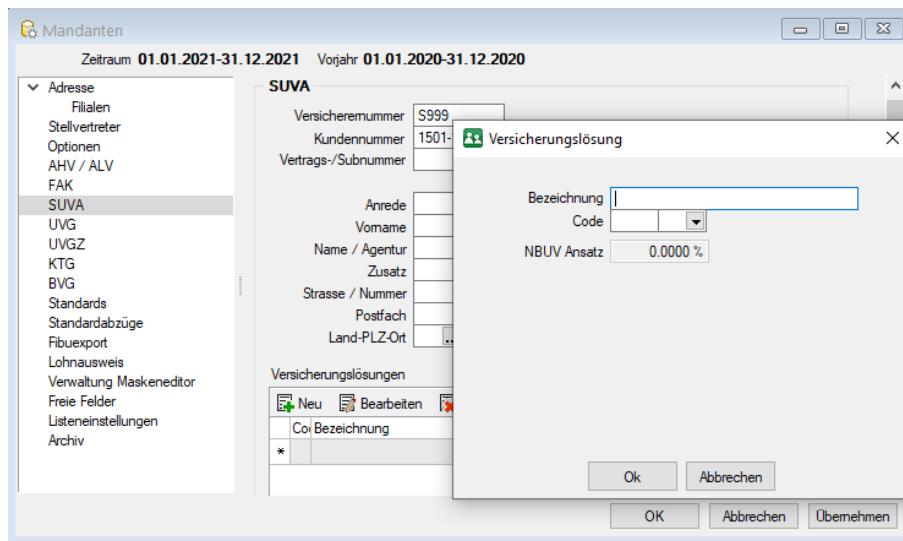 Mandanten
Zeitraum 01.01.2021-31.12.2021 Vorjahr 01.01.2020-31.12.2020
Adresse
Filialen
Stellvertreter
Optionen
AHV / ALV
FAK
SUVA
UVG
UVGZ
KTG
BVG
Standards
Standardabzüge
Fibuexport
Lohnausweis
Verwaltung Maskeneditor
Freie Felder
Listeneinstellungen
Archiv
SUVA
Versicherernummer S999
Kundennummer 1501-
Vertrags-/Subnummer
Anrede
Vorname
Name / Agentur
Zusatz
Strasse / Nummer
Postfach
Land-PLZ-Ort ..
Versicherungslösungen
Neu Bearbeiten
Co Bezeichnung
*
Versicherungslösung
Bezeichnung
Code
NBUV Ansatz 0.0000 %
Ok Abbrechen
OK Abbrechen Übernehmen